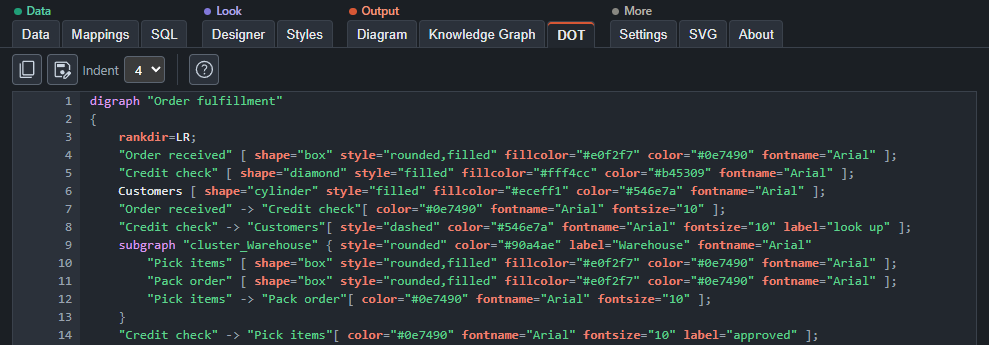 Data Look Output More
Data Mappings SQL Designer Styles Diagram Knowledge Graph DOT Settings SVG About
Indent 4 ?
1 digraph "Order fulfillment"
2 {
3 rankdir=LR;
4 "Order received" [ shape="box" style="rounded,filled" fillcolor="#e0f2f7" color="#0e7490" fontname="Arial" ];
5 "Credit check" [ shape="diamond" style="filled" fillcolor="#fff4cc" color="#b45309" fontname="Arial" ];
6 Customers [ shape="cylinder" style="filled" fillcolor="#eceff1" color="#546e7a" fontname="Arial" ];
7 "Order received" -> "Credit check"[ color="#0e7490" fontname="Arial" fontsize="10" ];
8 "Credit check" -> "Customers"[ style="dashed" color="#546e7a" fontname="Arial" fontsize="10" label="look up" ];
9 subgraph "cluster_Warehouse" { style="rounded" color="#90a4ae" label="Warehouse" fontname="Arial"
10 "Pick items" [ shape="box" style="rounded,filled" fillcolor="#e0f2f7" color="#0e7490" fontname="Arial" ];
11 "Pack order" [ shape="box" style="rounded,filled" fillcolor="#e0f2f7" color="#0e7490" fontname="Arial" ];
12 "Pick items" -> "Pack order"[ color="#0e7490" fontname="Arial" fontsize="10" ];
13 }
14 "Credit check" -> "Pick items"[ color="#0e7490" fontname="Arial" fontsize="10" label="approved" ];